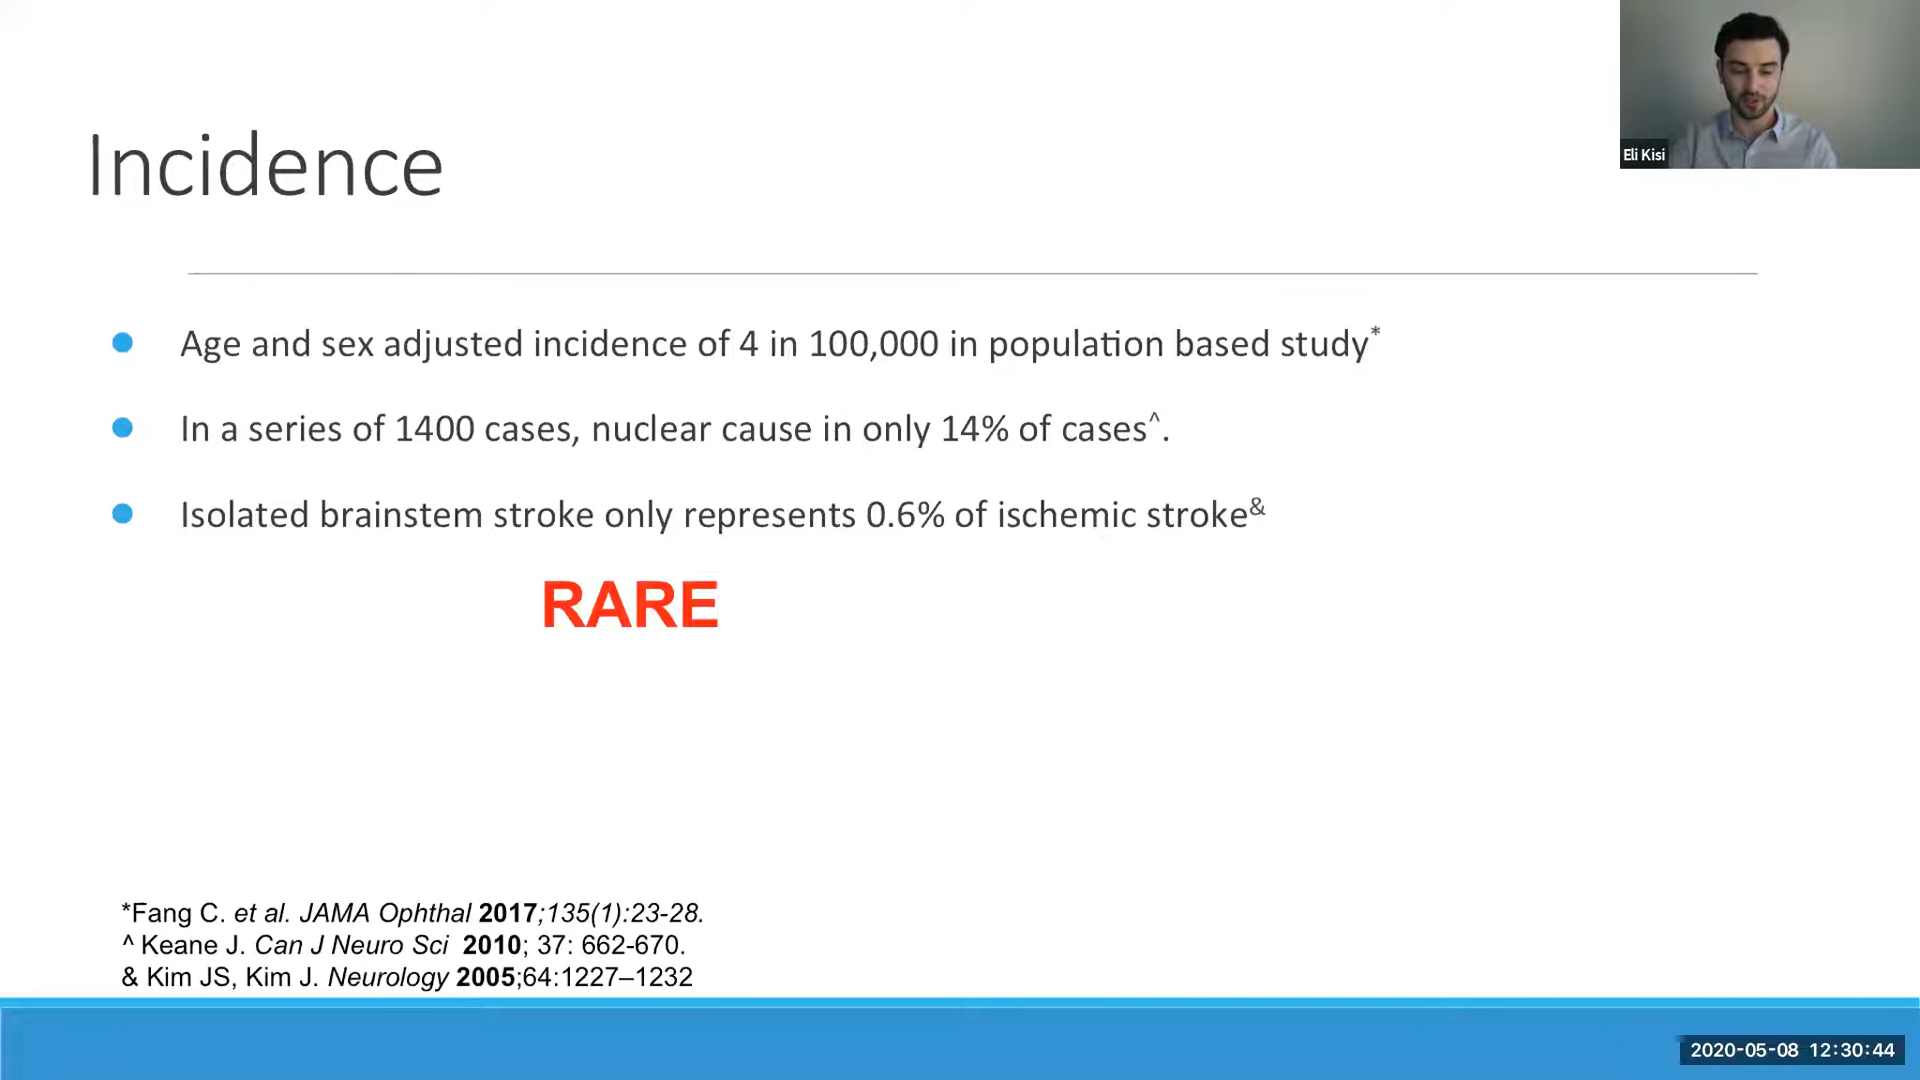 Incidence
Eli Kisi
Age and sex adjusted incidence of 4 in 100,000 in population based study*
In a series of 1400 cases, nuclear cause in only 14% of cases^.
Isolated brainstem stroke only represents 0.6% of ischemic stroke&
RARE
*Fang C. et al. JAMA Ophthal 2017;135(1):23-28.
^ Keane J. Can J Neuro Sci 2010; 37: 662-670.
& Kim JS, Kim J. Neurology 2005;64:1227–1232
2020-05-08 12:30:44